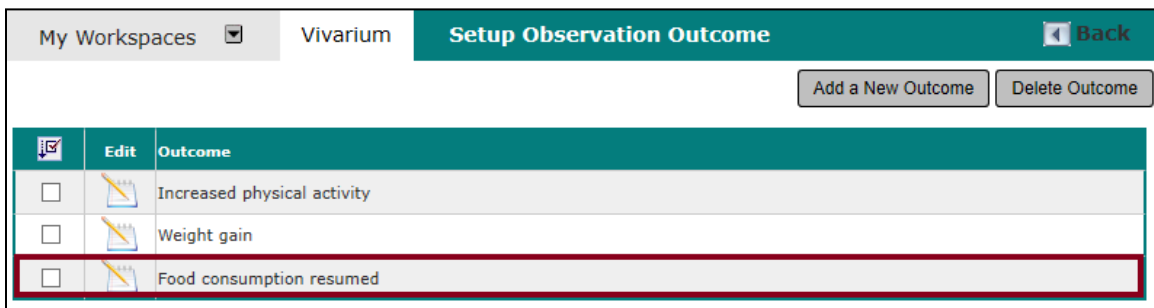 My Workspaces Vivarium Setup Observation Outcome Back
Add a New Outcome Delete Outcome
Edit Outcome
Increased physical activity
Weight gain
Food consumption resumed